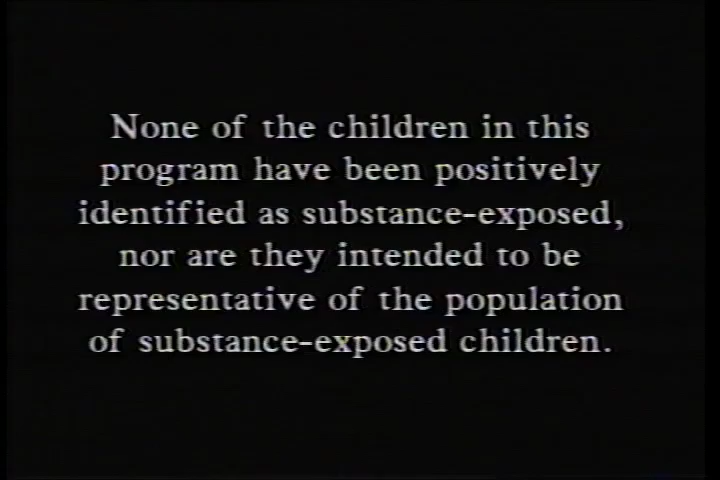 None of the children in this
program have been positively
identified as substance-exposed,
nor are they intended to be
representative of the population
of substance-exposed children.